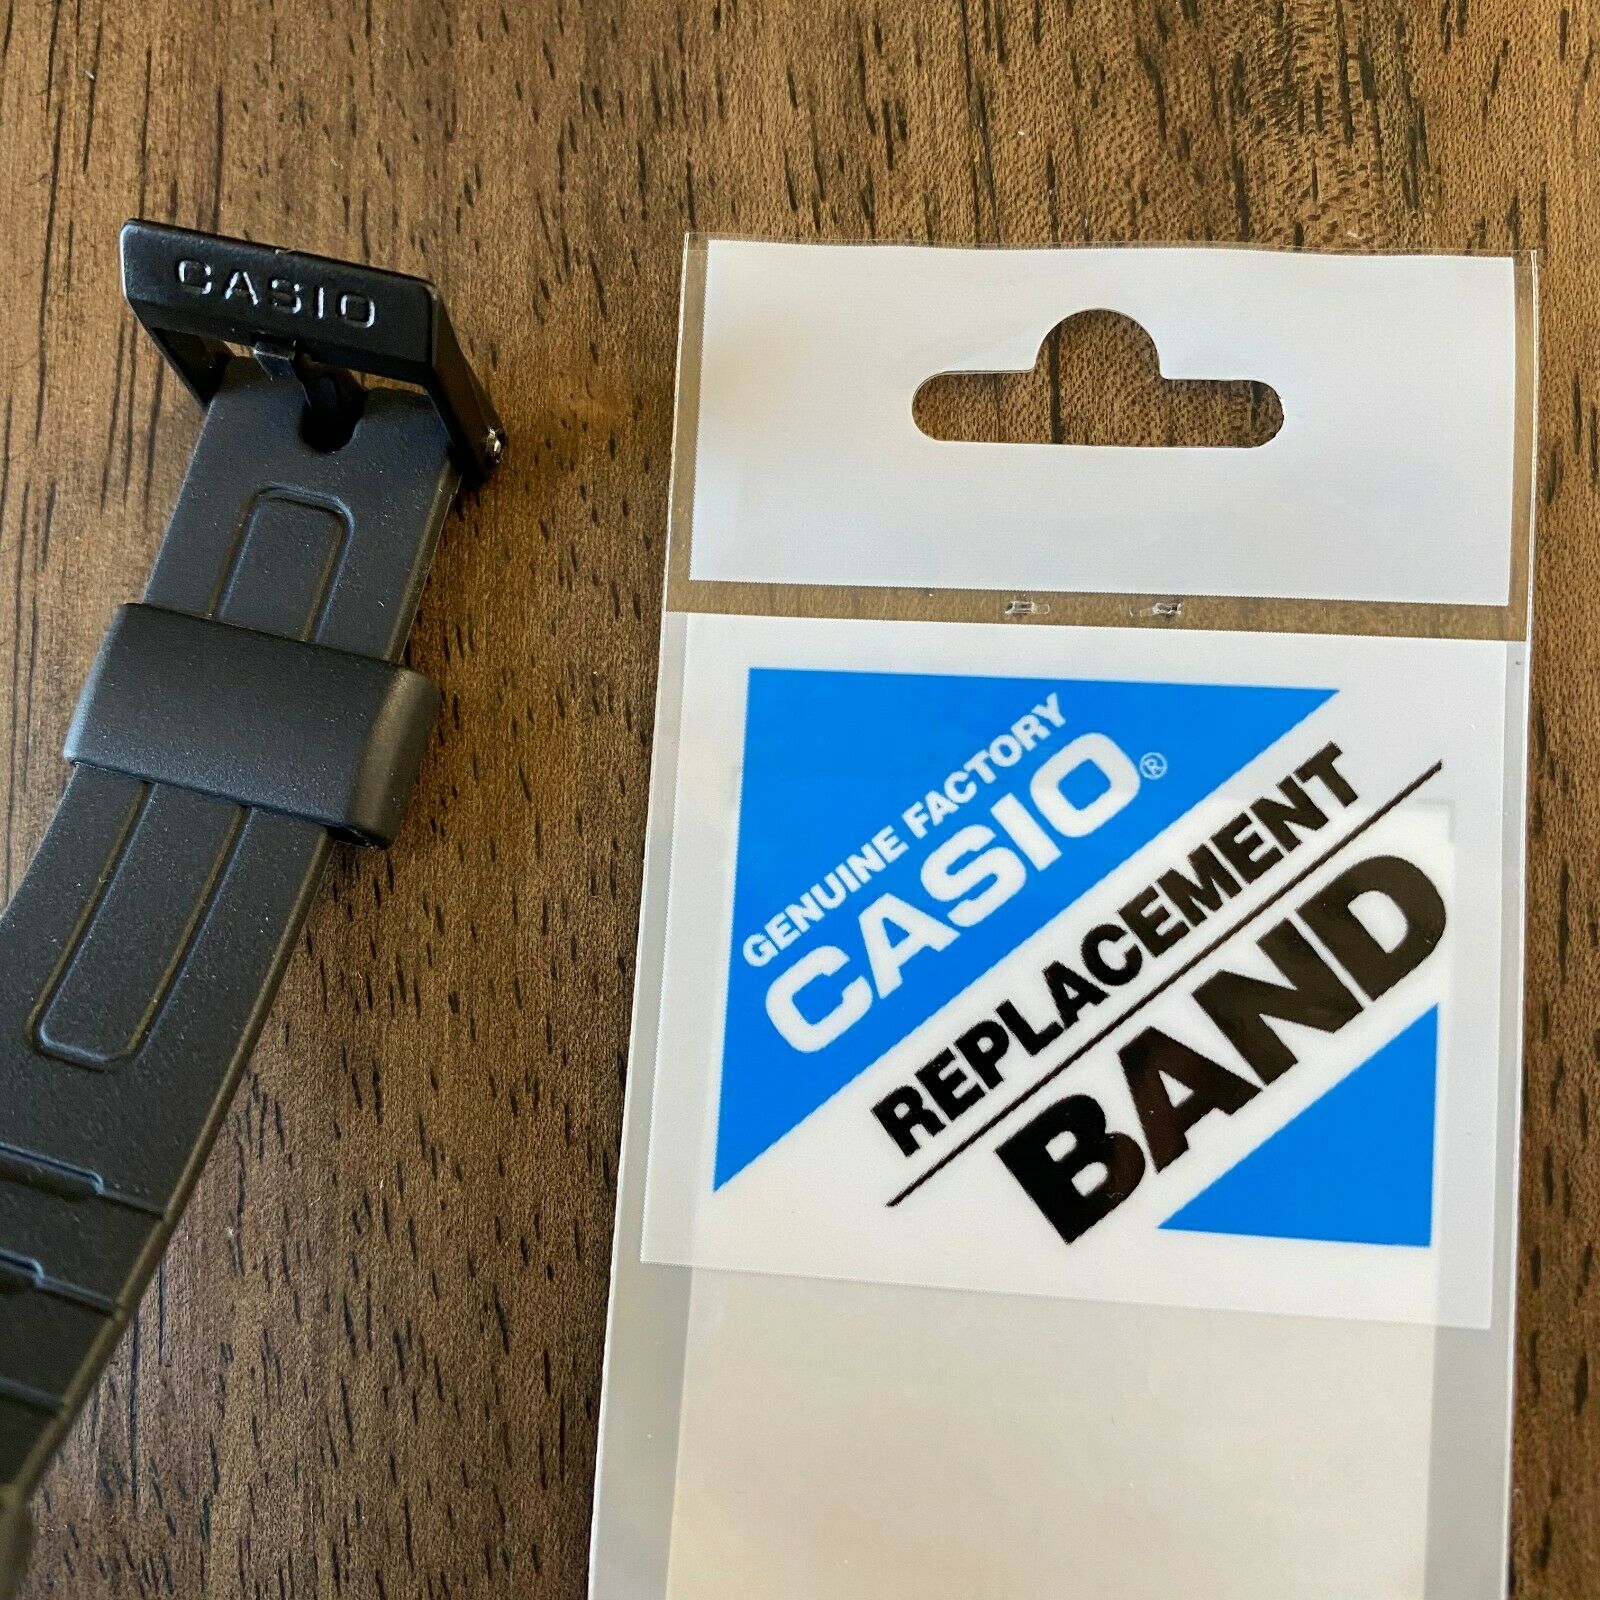 CASIO
GENUINE FACTORY
CASIO®
REPLACEMENT
BAND